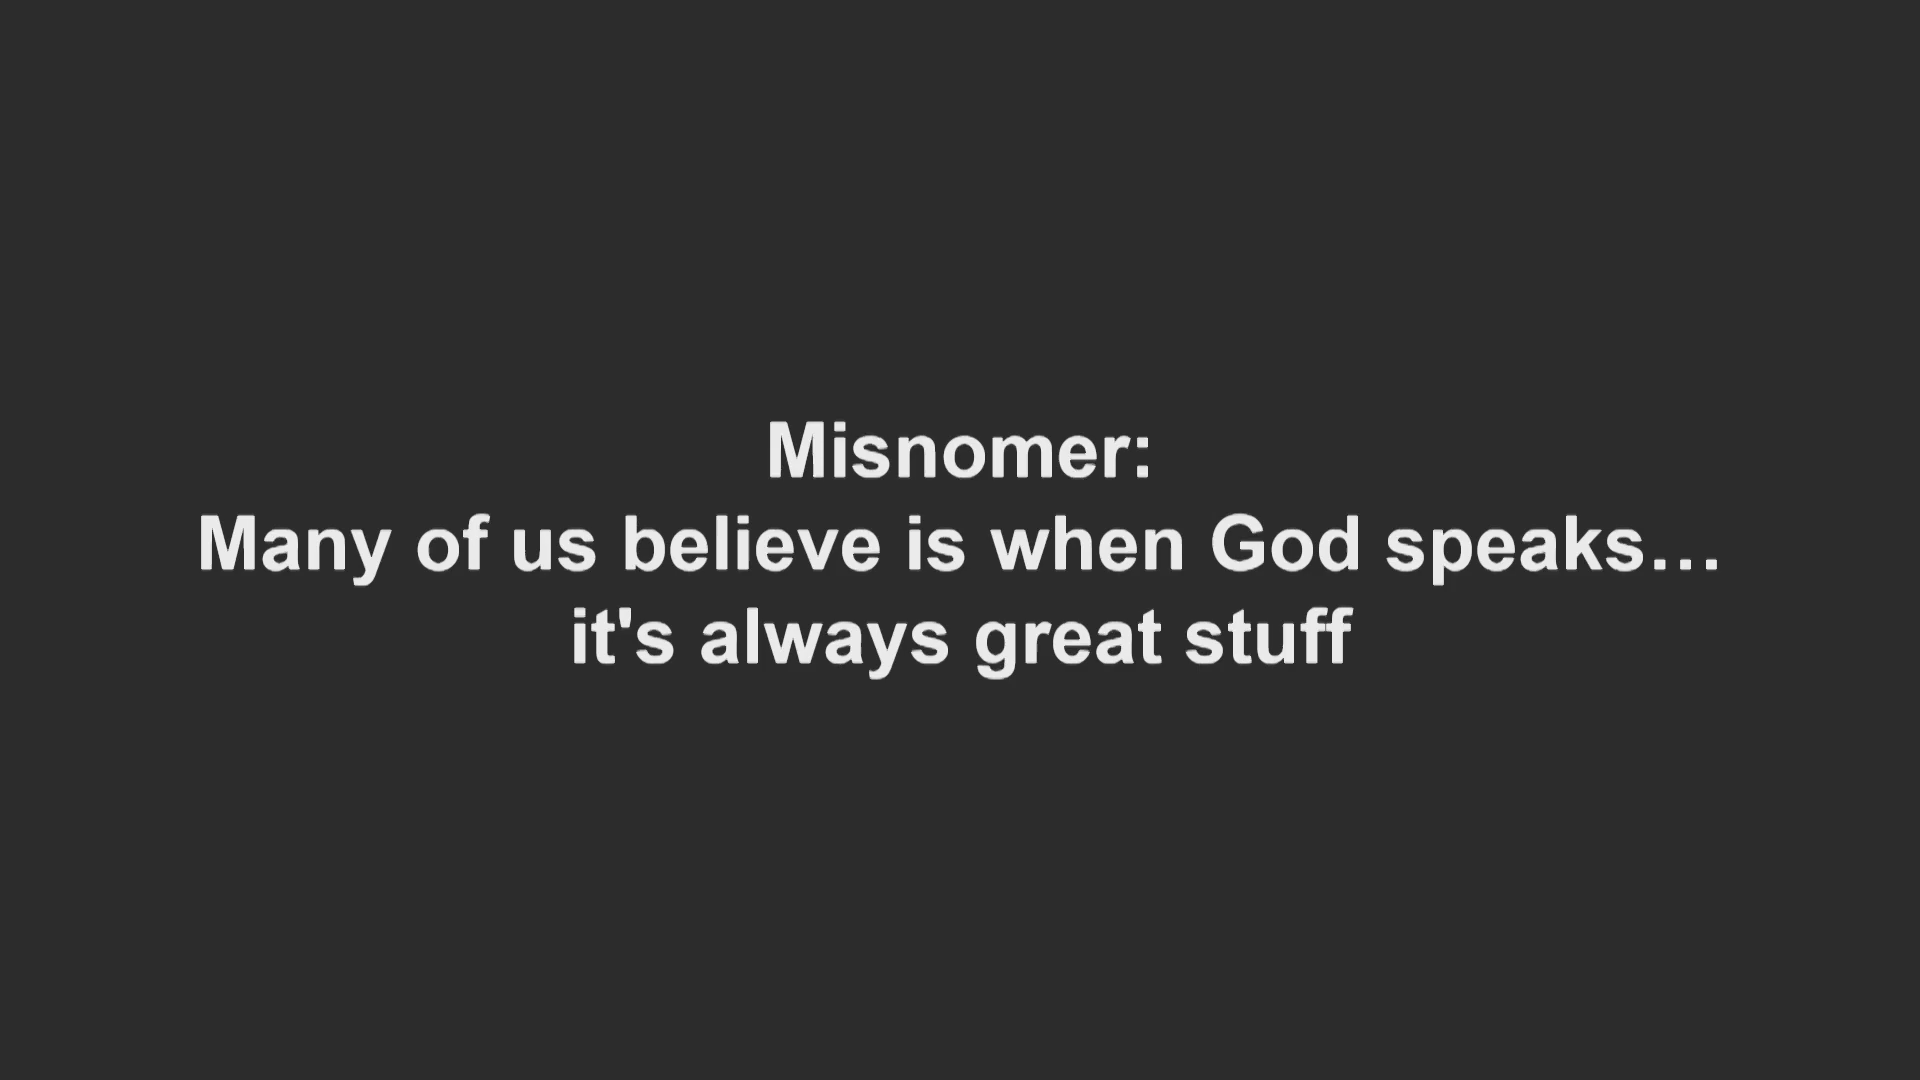 Misnomer:
Many of us believe is when God speaks…
it's always great stuff